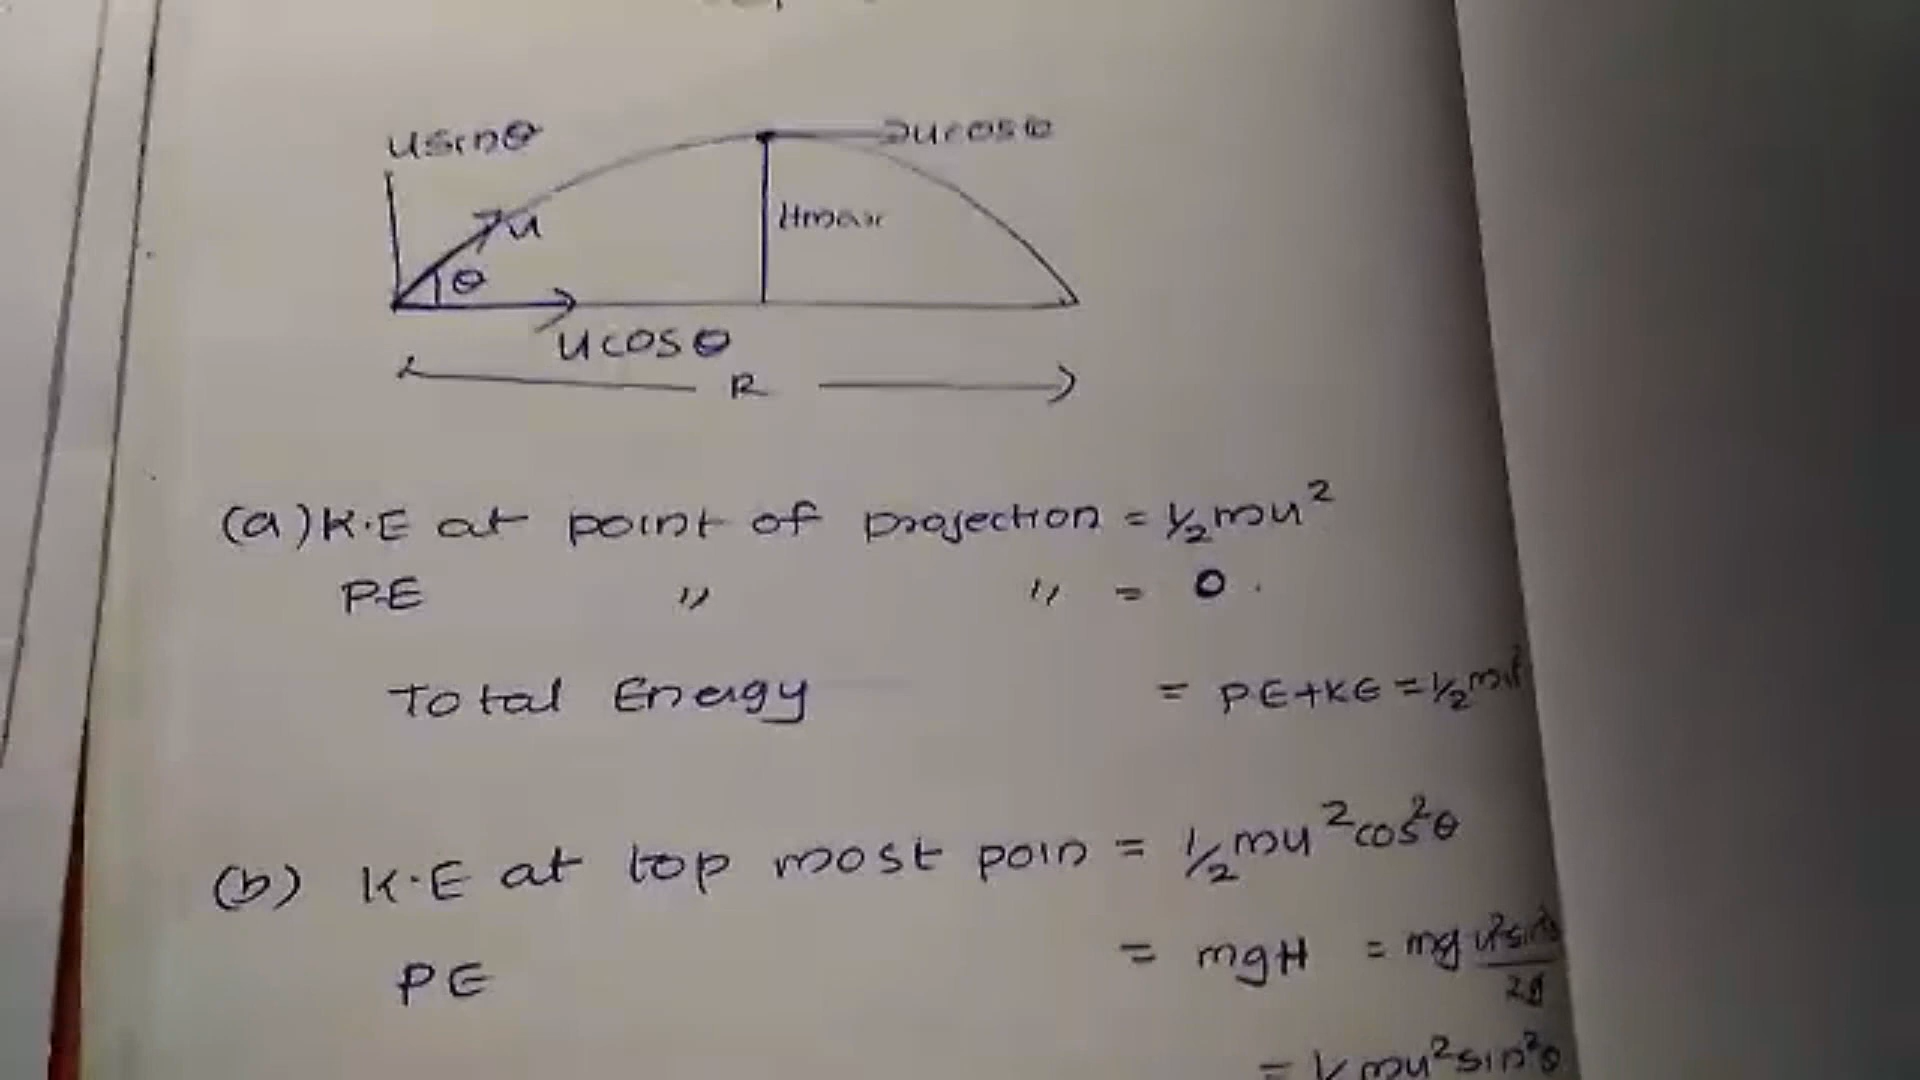 usinθ
ucosθ
u
Hmax
θ
ucosθ
R
(a) K.E at point of projection = ½mu²
P.E 〃 〃 = 0.
Total Energy = PE+KE = ½mu²
(b) K.E at top most poin = ½mu²cos²θ
PE = mgH = mg u²sin²θ/2g
= ½mu²sin²θ